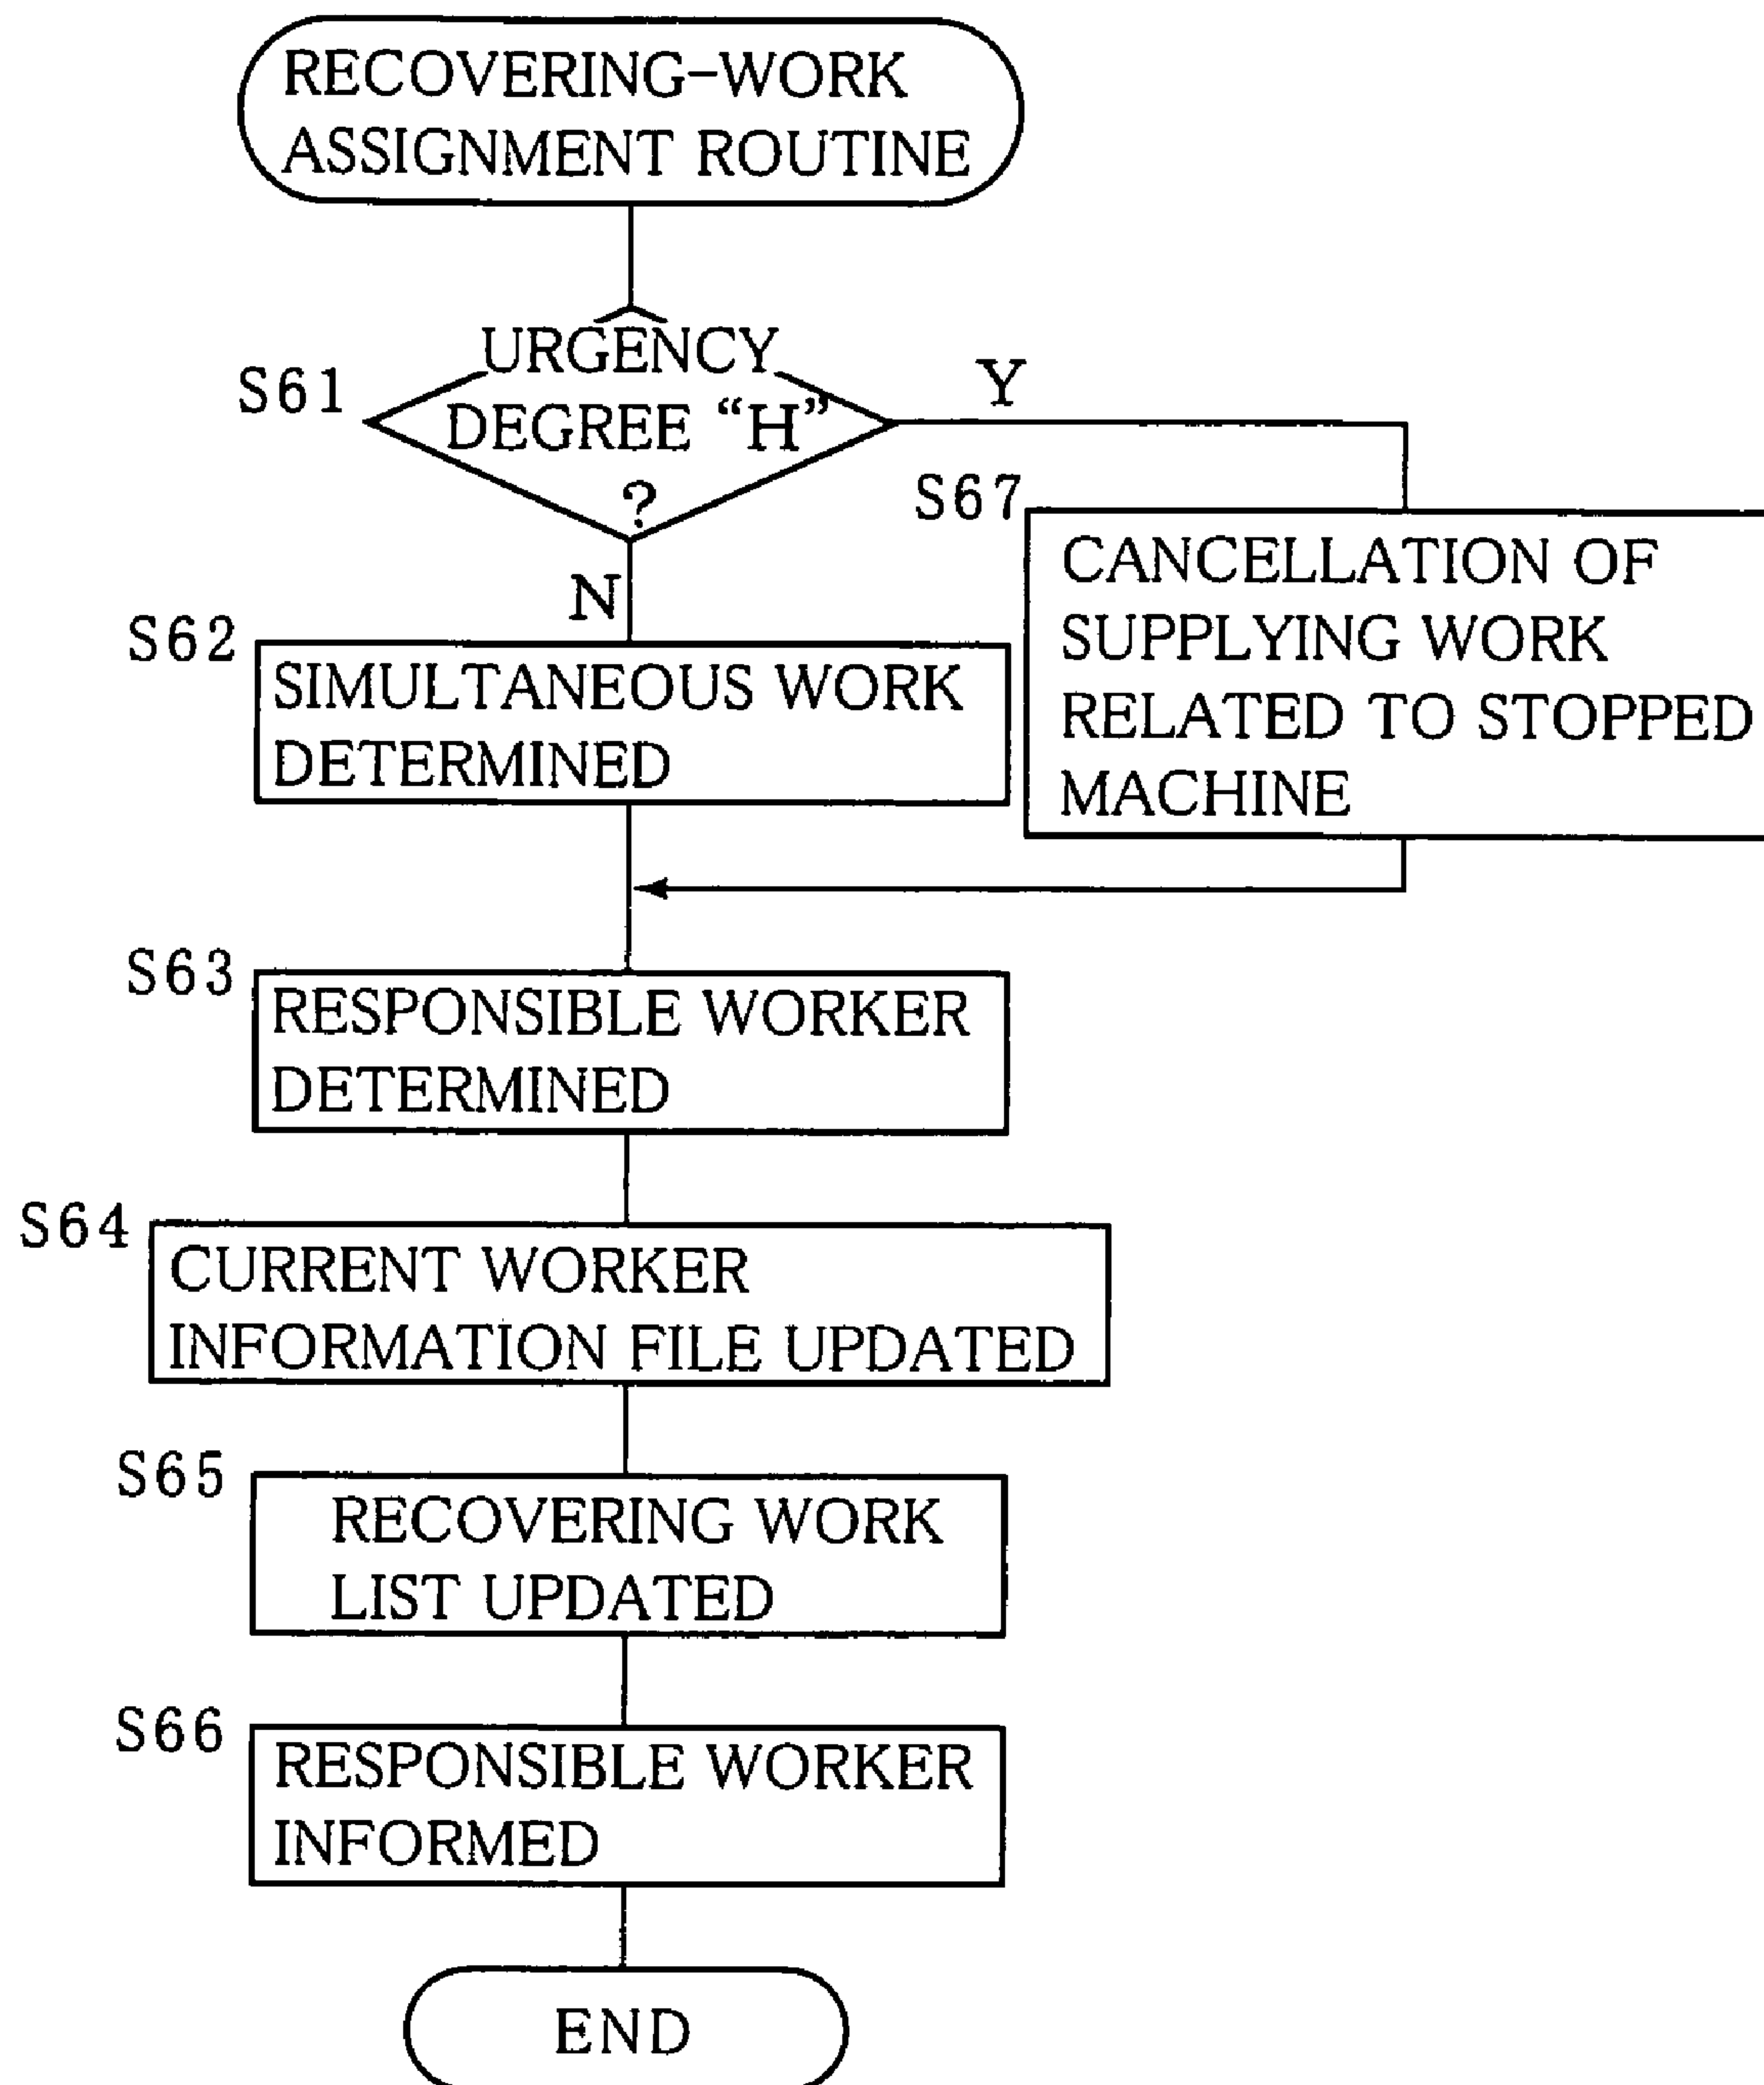 RECOVERING-WORK
ASSIGNMENT ROUTINE
S61
URGENCY
DEGREE “H”
?
Y
N
S67
CANCELLATION OF
SUPPLYING WORK
RELATED TO STOPPED
MACHINE
S62
SIMULTANEOUS WORK
DETERMINED
S63
RESPONSIBLE WORKER
DETERMINED
S64
CURRENT WORKER
INFORMATION FILE UPDATED
S65
RECOVERING WORK
LIST UPDATED
S66
RESPONSIBLE WORKER
INFORMED
END